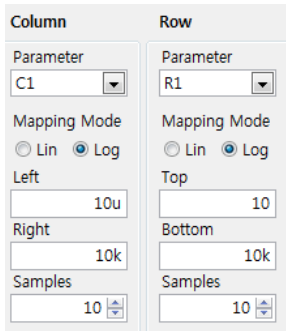 Column
Parameter
C1
Mapping Mode
Lin Log
Left
10u
Right
10k
Samples
10
Row
Parameter
R1
Mapping Mode
Lin Log
Top
10
Bottom
10k
Samples
10